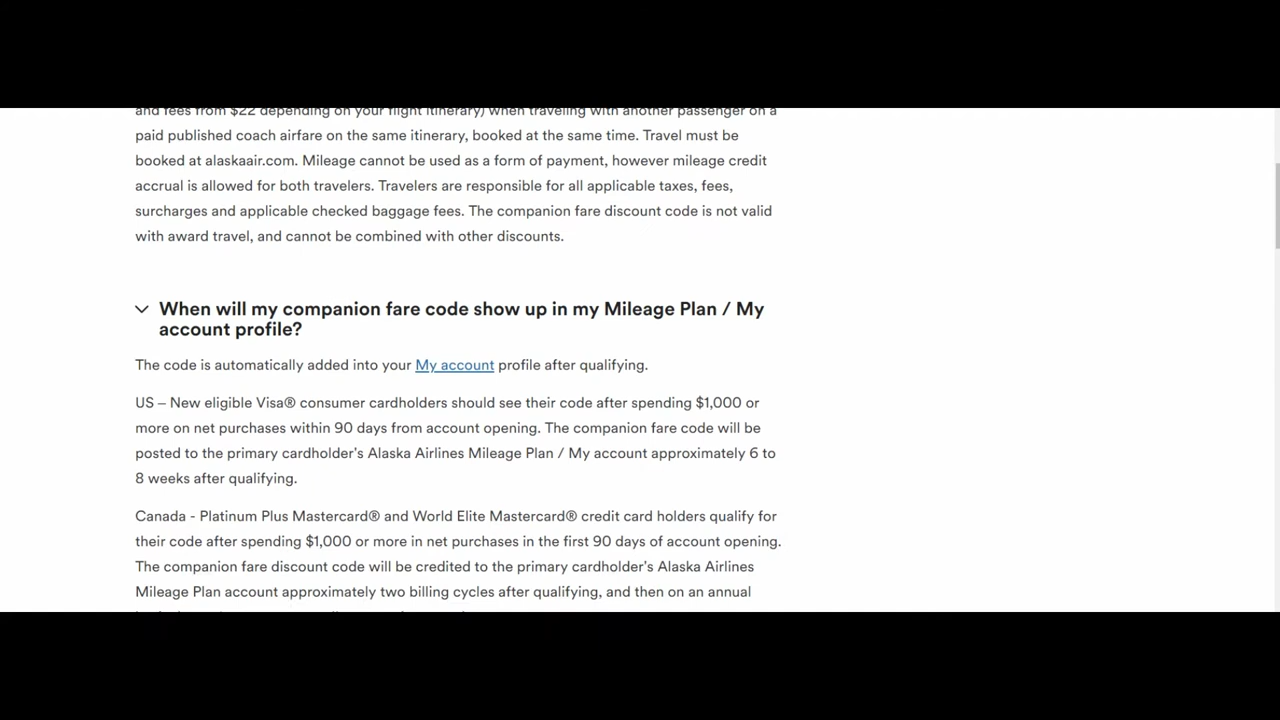 and fees from $22 depending on your flight itinerary) when traveling with another passenger on a
paid published coach airfare on the same itinerary, booked at the same time. Travel must be
booked at alaskaair.com. Mileage cannot be used as a form of payment, however mileage credit
accrual is allowed for both travelers. Travelers are responsible for all applicable taxes, fees,
surcharges and applicable checked baggage fees. The companion fare discount code is not valid
with award travel, and cannot be combined with other discounts.
When will my companion fare code show up in my Mileage Plan / My
account profile?
The code is automatically added into your My account profile after qualifying.
US – New eligible Visa® consumer cardholders should see their code after spending $1,000 or
more on net purchases within 90 days from account opening. The companion fare code will be
posted to the primary cardholder's Alaska Airlines Mileage Plan / My account approximately 6 to
8 weeks after qualifying.
Canada - Platinum Plus Mastercard® and World Elite Mastercard® credit card holders qualify for
their code after spending $1,000 or more in net purchases in the first 90 days of account opening.
The companion fare discount code will be credited to the primary cardholder's Alaska Airlines
Mileage Plan account approximately two billing cycles after qualifying, and then on an annual